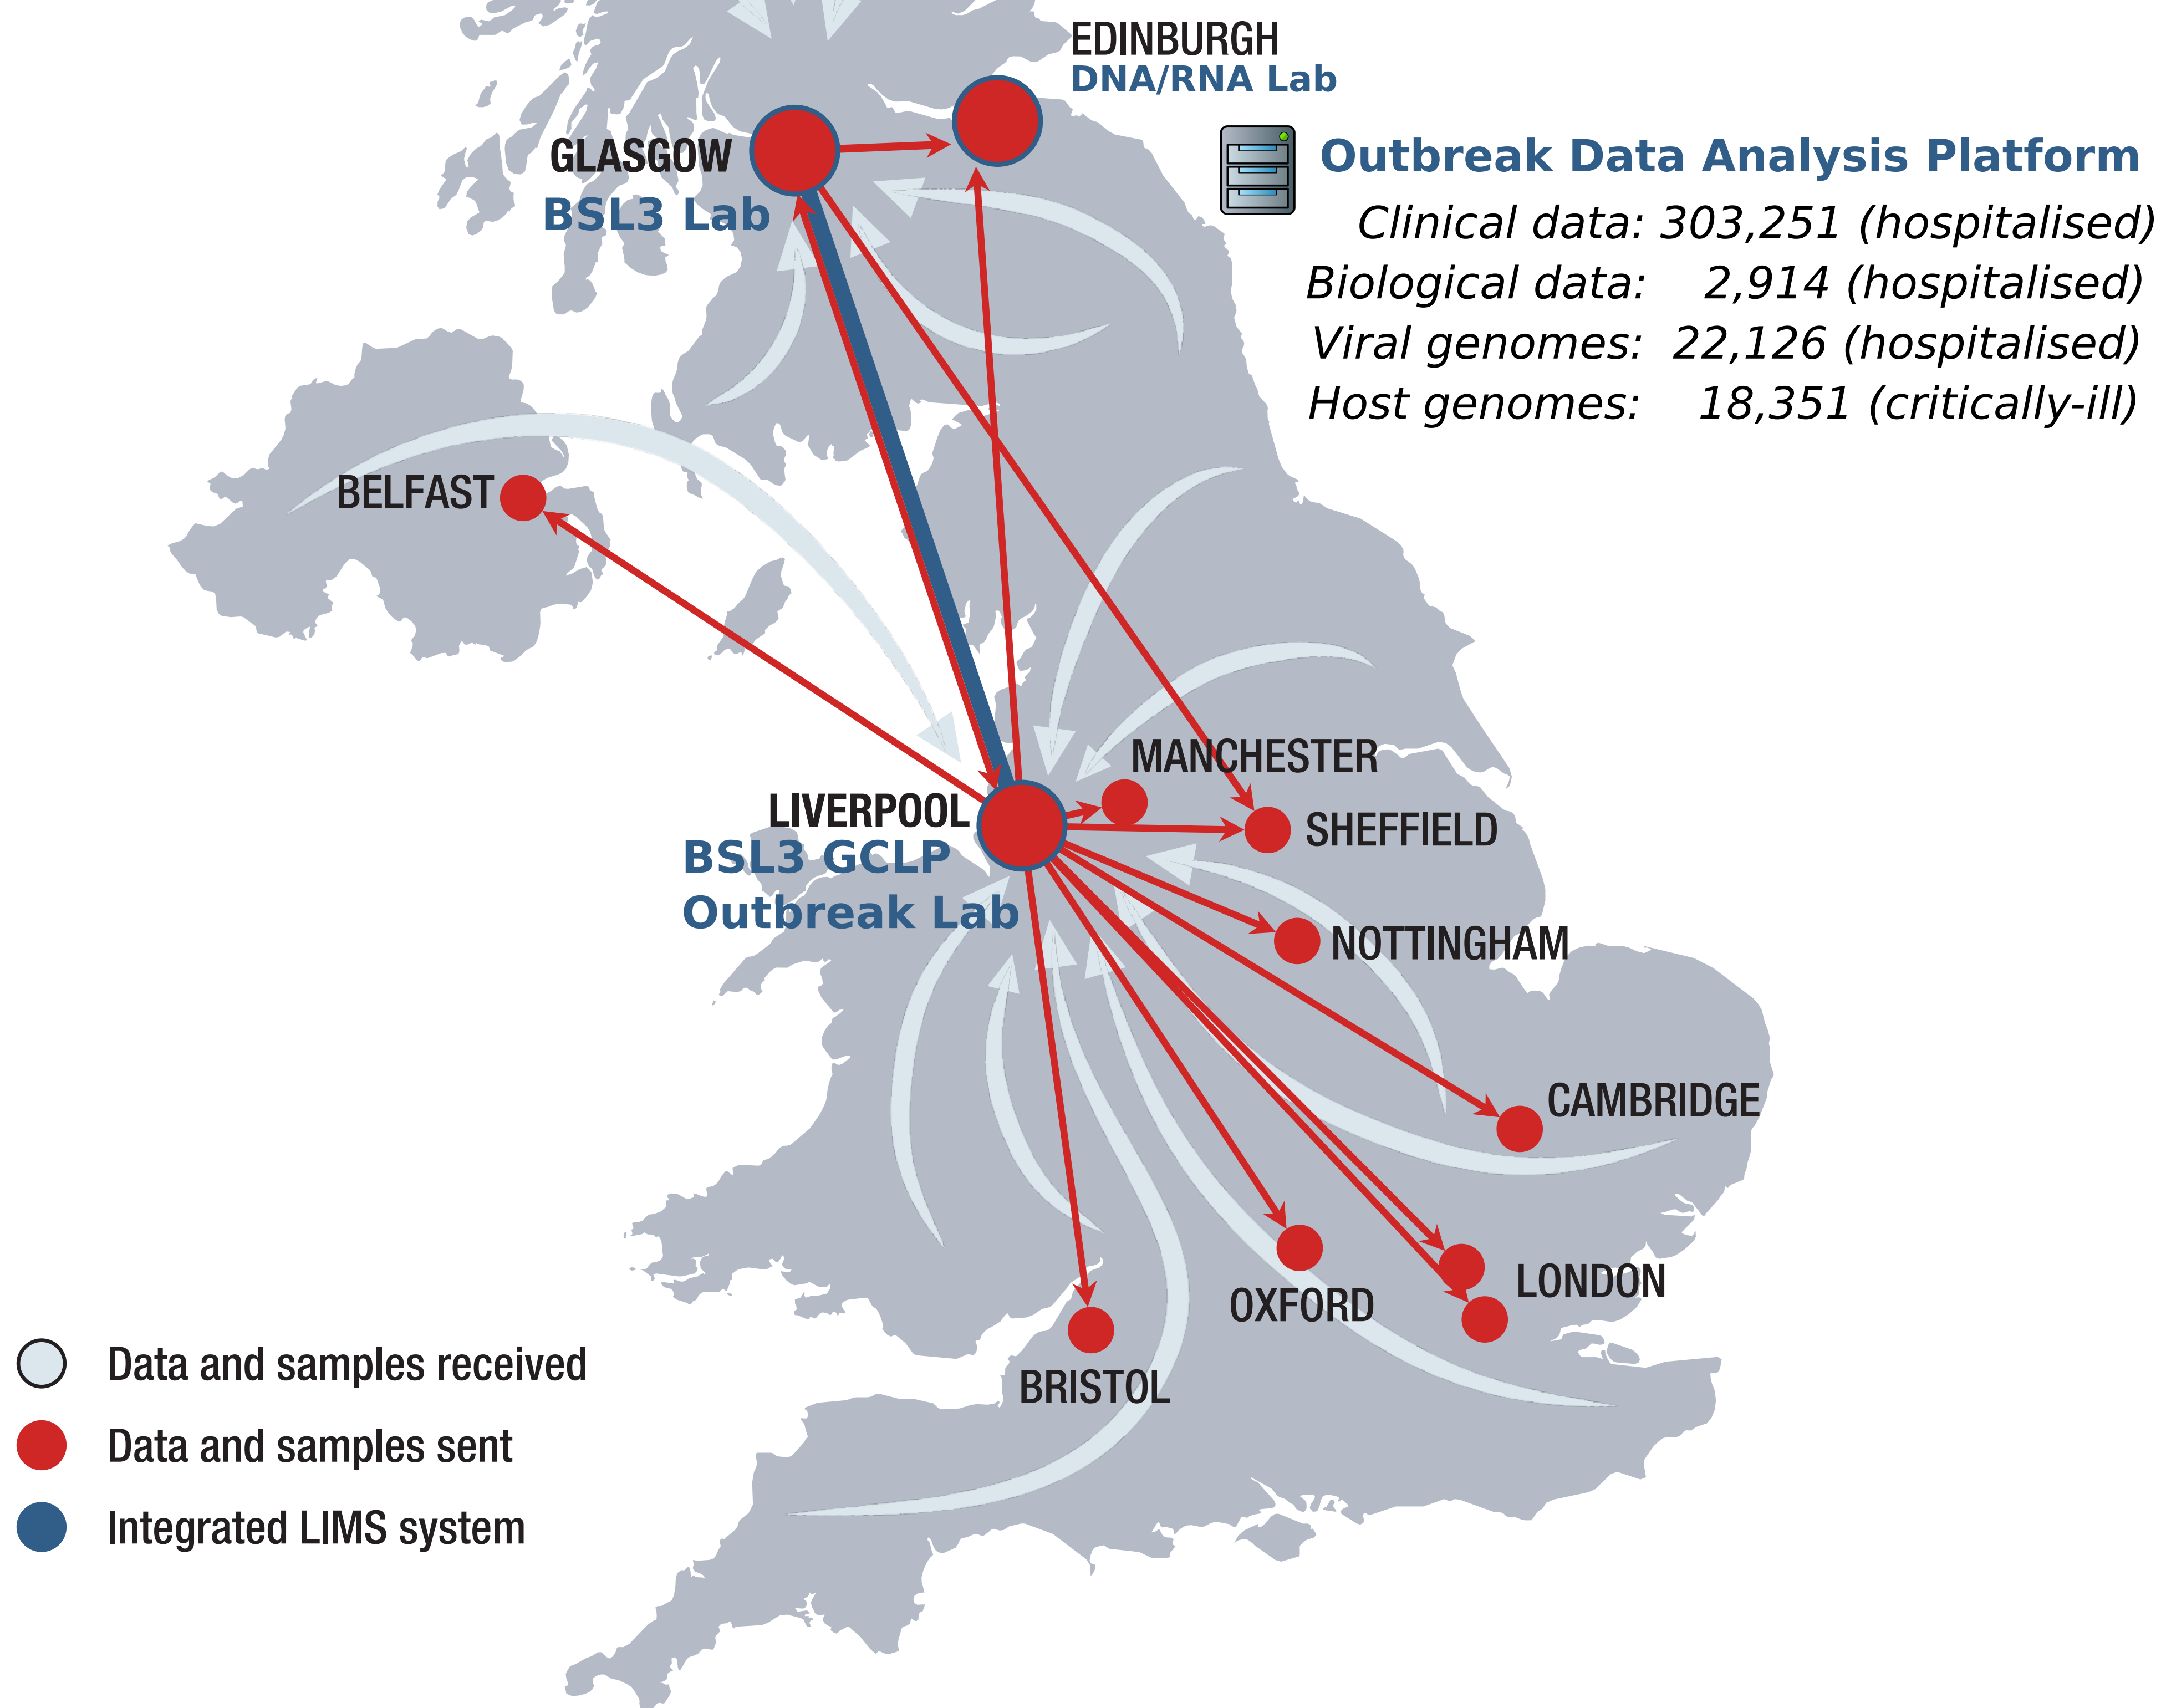 EDINBURGH
DNA/RNA Lab
GLASGOW
BSL3 Lab
Outbreak Data Analysis Platform
Clinical data: 303,251 (hospitalised)
Biological data: 2,914 (hospitalised)
Viral genomes: 22,126 (hospitalised)
Host genomes: 18,351 (critically-ill)
BELFAST
MANCHESTER
LIVERPOOL
BSL3 GCLP
Outbreak Lab
SHEFFIELD
NOTTINGHAM
CAMBRIDGE
LONDON
OXFORD
BRISTOL
Data and samples received
Data and samples sent
Integrated LIMS system